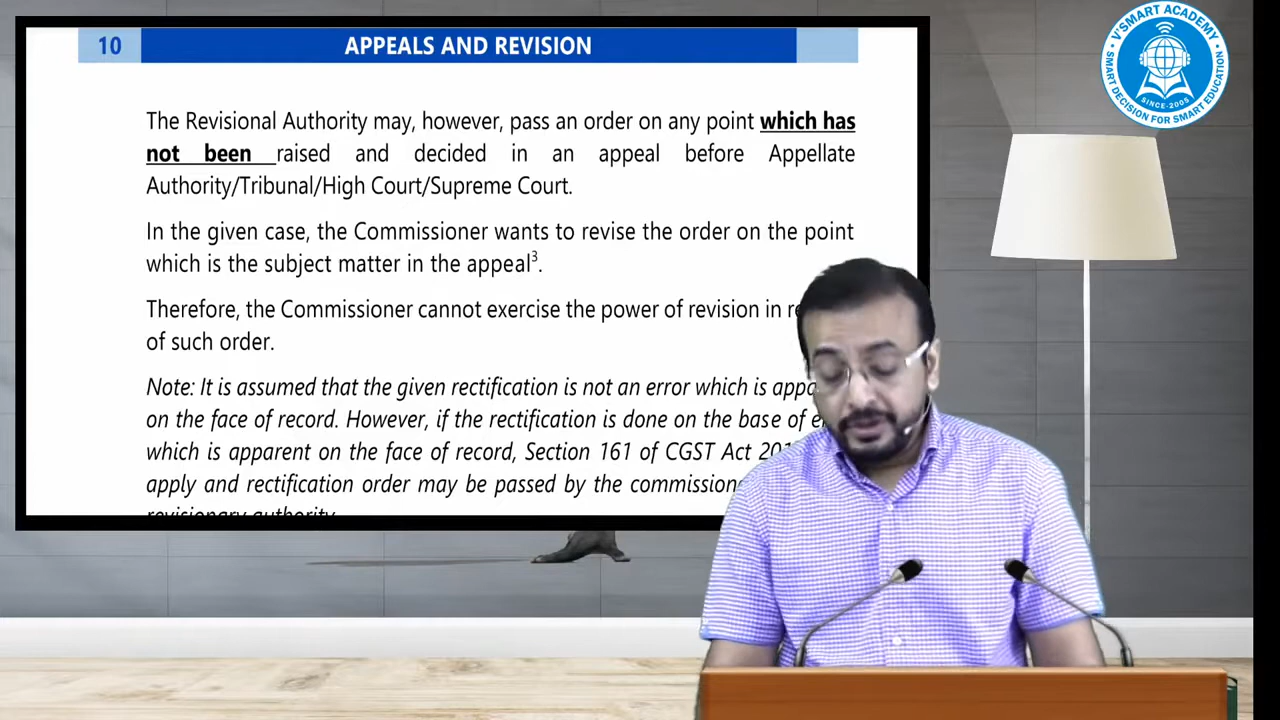 10 APPEALS AND REVISION
The Revisional Authority may, however, pass an order on any point which has
not been raised and decided in an appeal before Appellate
Authority/Tribunal/High Court/Supreme Court.
In the given case, the Commissioner wants to revise the order on the point
which is the subject matter in the appeal3.
Therefore, the Commissioner cannot exercise the power of revision in
of such order.
Note: It is assumed that the given rectification is not an error which is
on the face of record. However, if the rectification is done on the base of
which is apparent on the face of record, Section 161 of CGST Act
apply and rectification order may be passed by the
revisionary authority
V'SMART ACADEMY
SMART DECISION FOR SMART EDUCATION
SINCE-2005